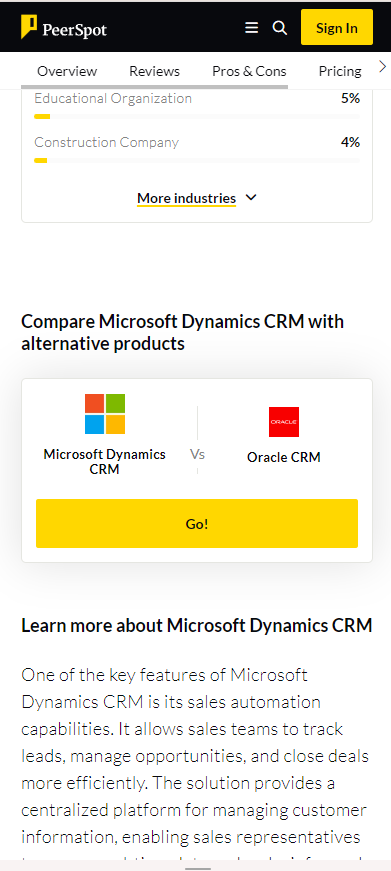 PeerSpot
Sign In
Overview Reviews Pros & Cons Pricing
Educational Organization 5%
Construction Company 4%
More industries
Compare Microsoft Dynamics CRM with
alternative products
Microsoft Dynamics
CRM
Vs
ORACLE
Oracle CRM
Go!
Learn more about Microsoft Dynamics CRM
One of the key features of Microsoft
Dynamics CRM is its sales automation
capabilities. It allows sales teams to track
leads, manage opportunities, and close deals
more efficiently. The solution provides a
centralized platform for managing customer
information, enabling sales representatives